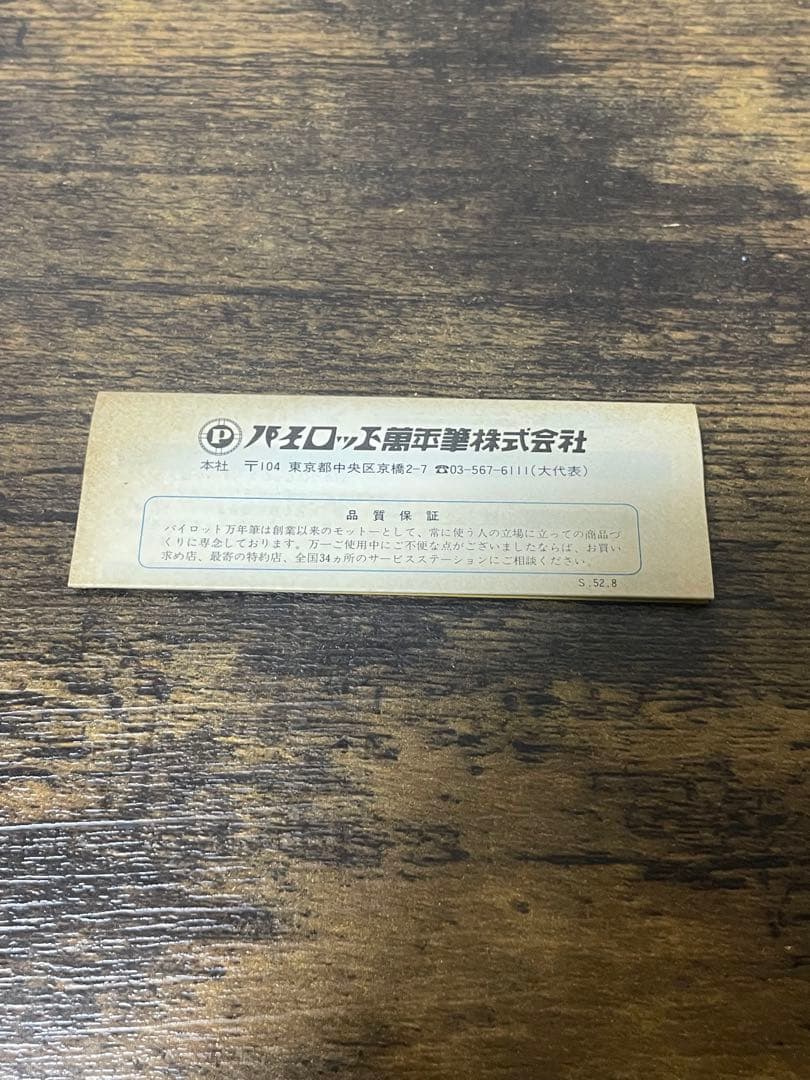 P パイロット萬年筆株式会社
本社 〒104 東京都中央区京橋2-7 ☎03-567-6111(大代表)
品質保証
パイロット万年筆は創業以来のモットーとして、常に使う人の立場に立っての商品づ
くりに専念しております。万一ご使用中にご不便な点がございましたならば、お買い
求め店、最寄の特約店、全国34ヵ所のサービスステーションにご相談ください。
S.52.8